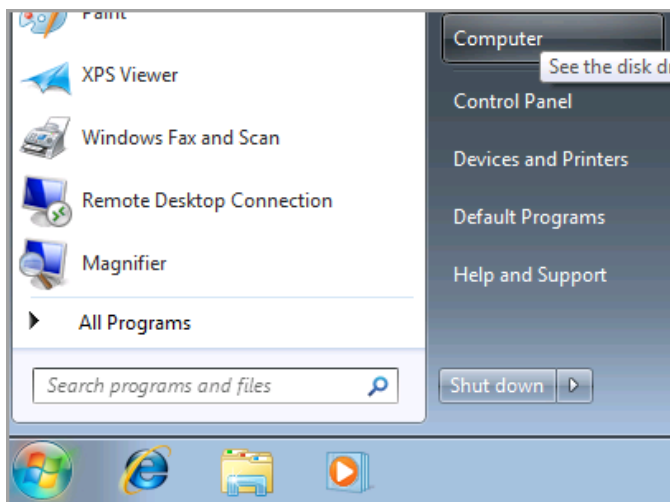 Paint
XPS Viewer
Windows Fax and Scan
Remote Desktop Connection
Magnifier
All Programs
Search programs and files
Computer
See the disk
Control Panel
Devices and Printers
Default Programs
Help and Support
Shut down